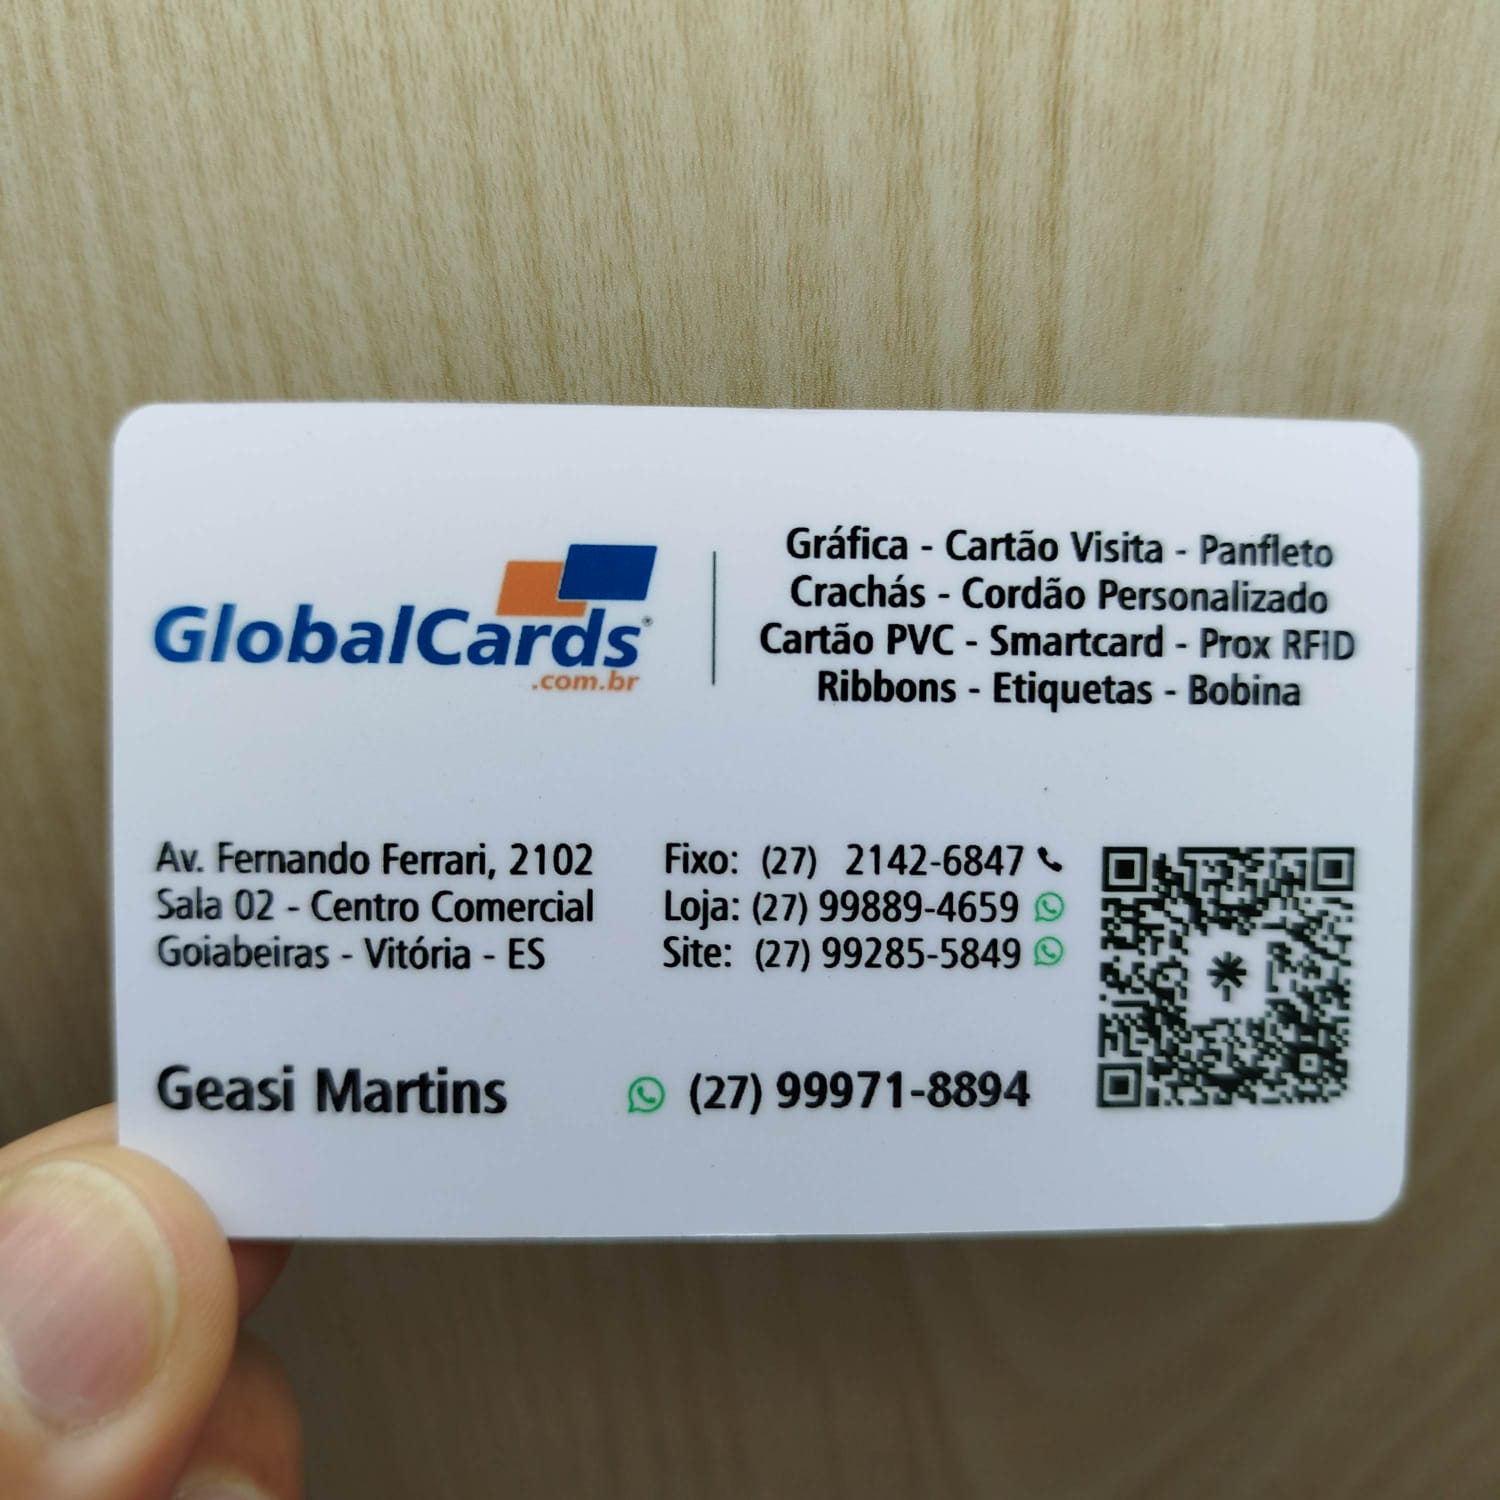 GlobalCards®
.com.br
Gráfica - Cartão Visita - Panfleto
Crachás - Cordão Personalizado
Cartão PVC - Smartcard - Prox RFID
Ribbons - Etiquetas - Bobina
Av. Fernando Ferrari, 2102
Sala 02 - Centro Comercial
Goiabeiras - Vitória - ES
Fixo: (27) 2142-6847
Loja: (27) 99889-4659
Site: (27) 99285-5849
Geasi Martins
(27) 99971-8894